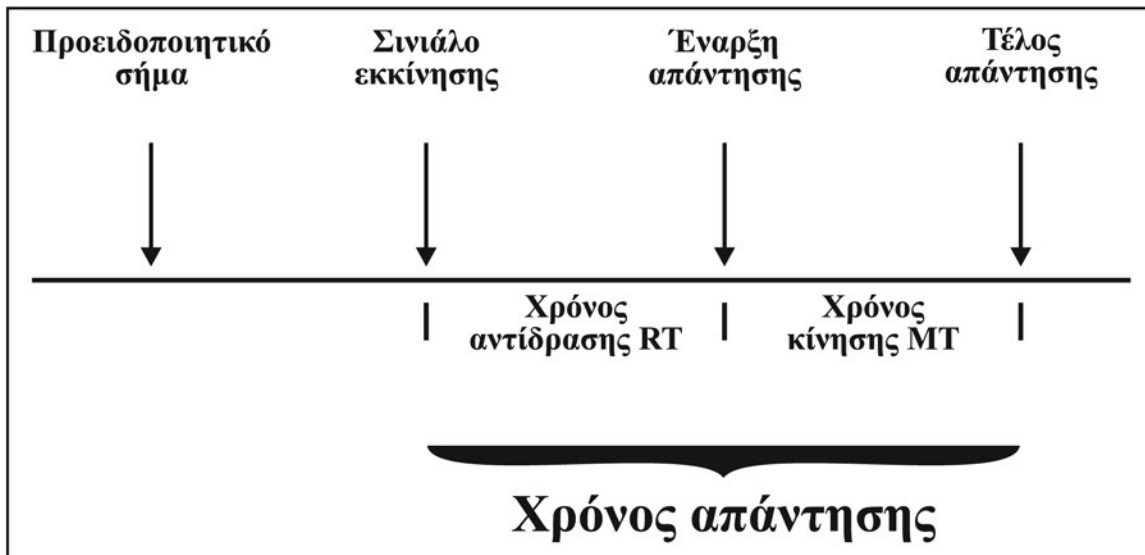 Προειδοποιητικό
σήμα
Σινιάλο
εκκίνησης
Έναρξη
απάντησης
Τέλος
απάντησης
Χρόνος
αντίδρασης RT
Χρόνος
κίνησης MT
Χρόνος απάντησης